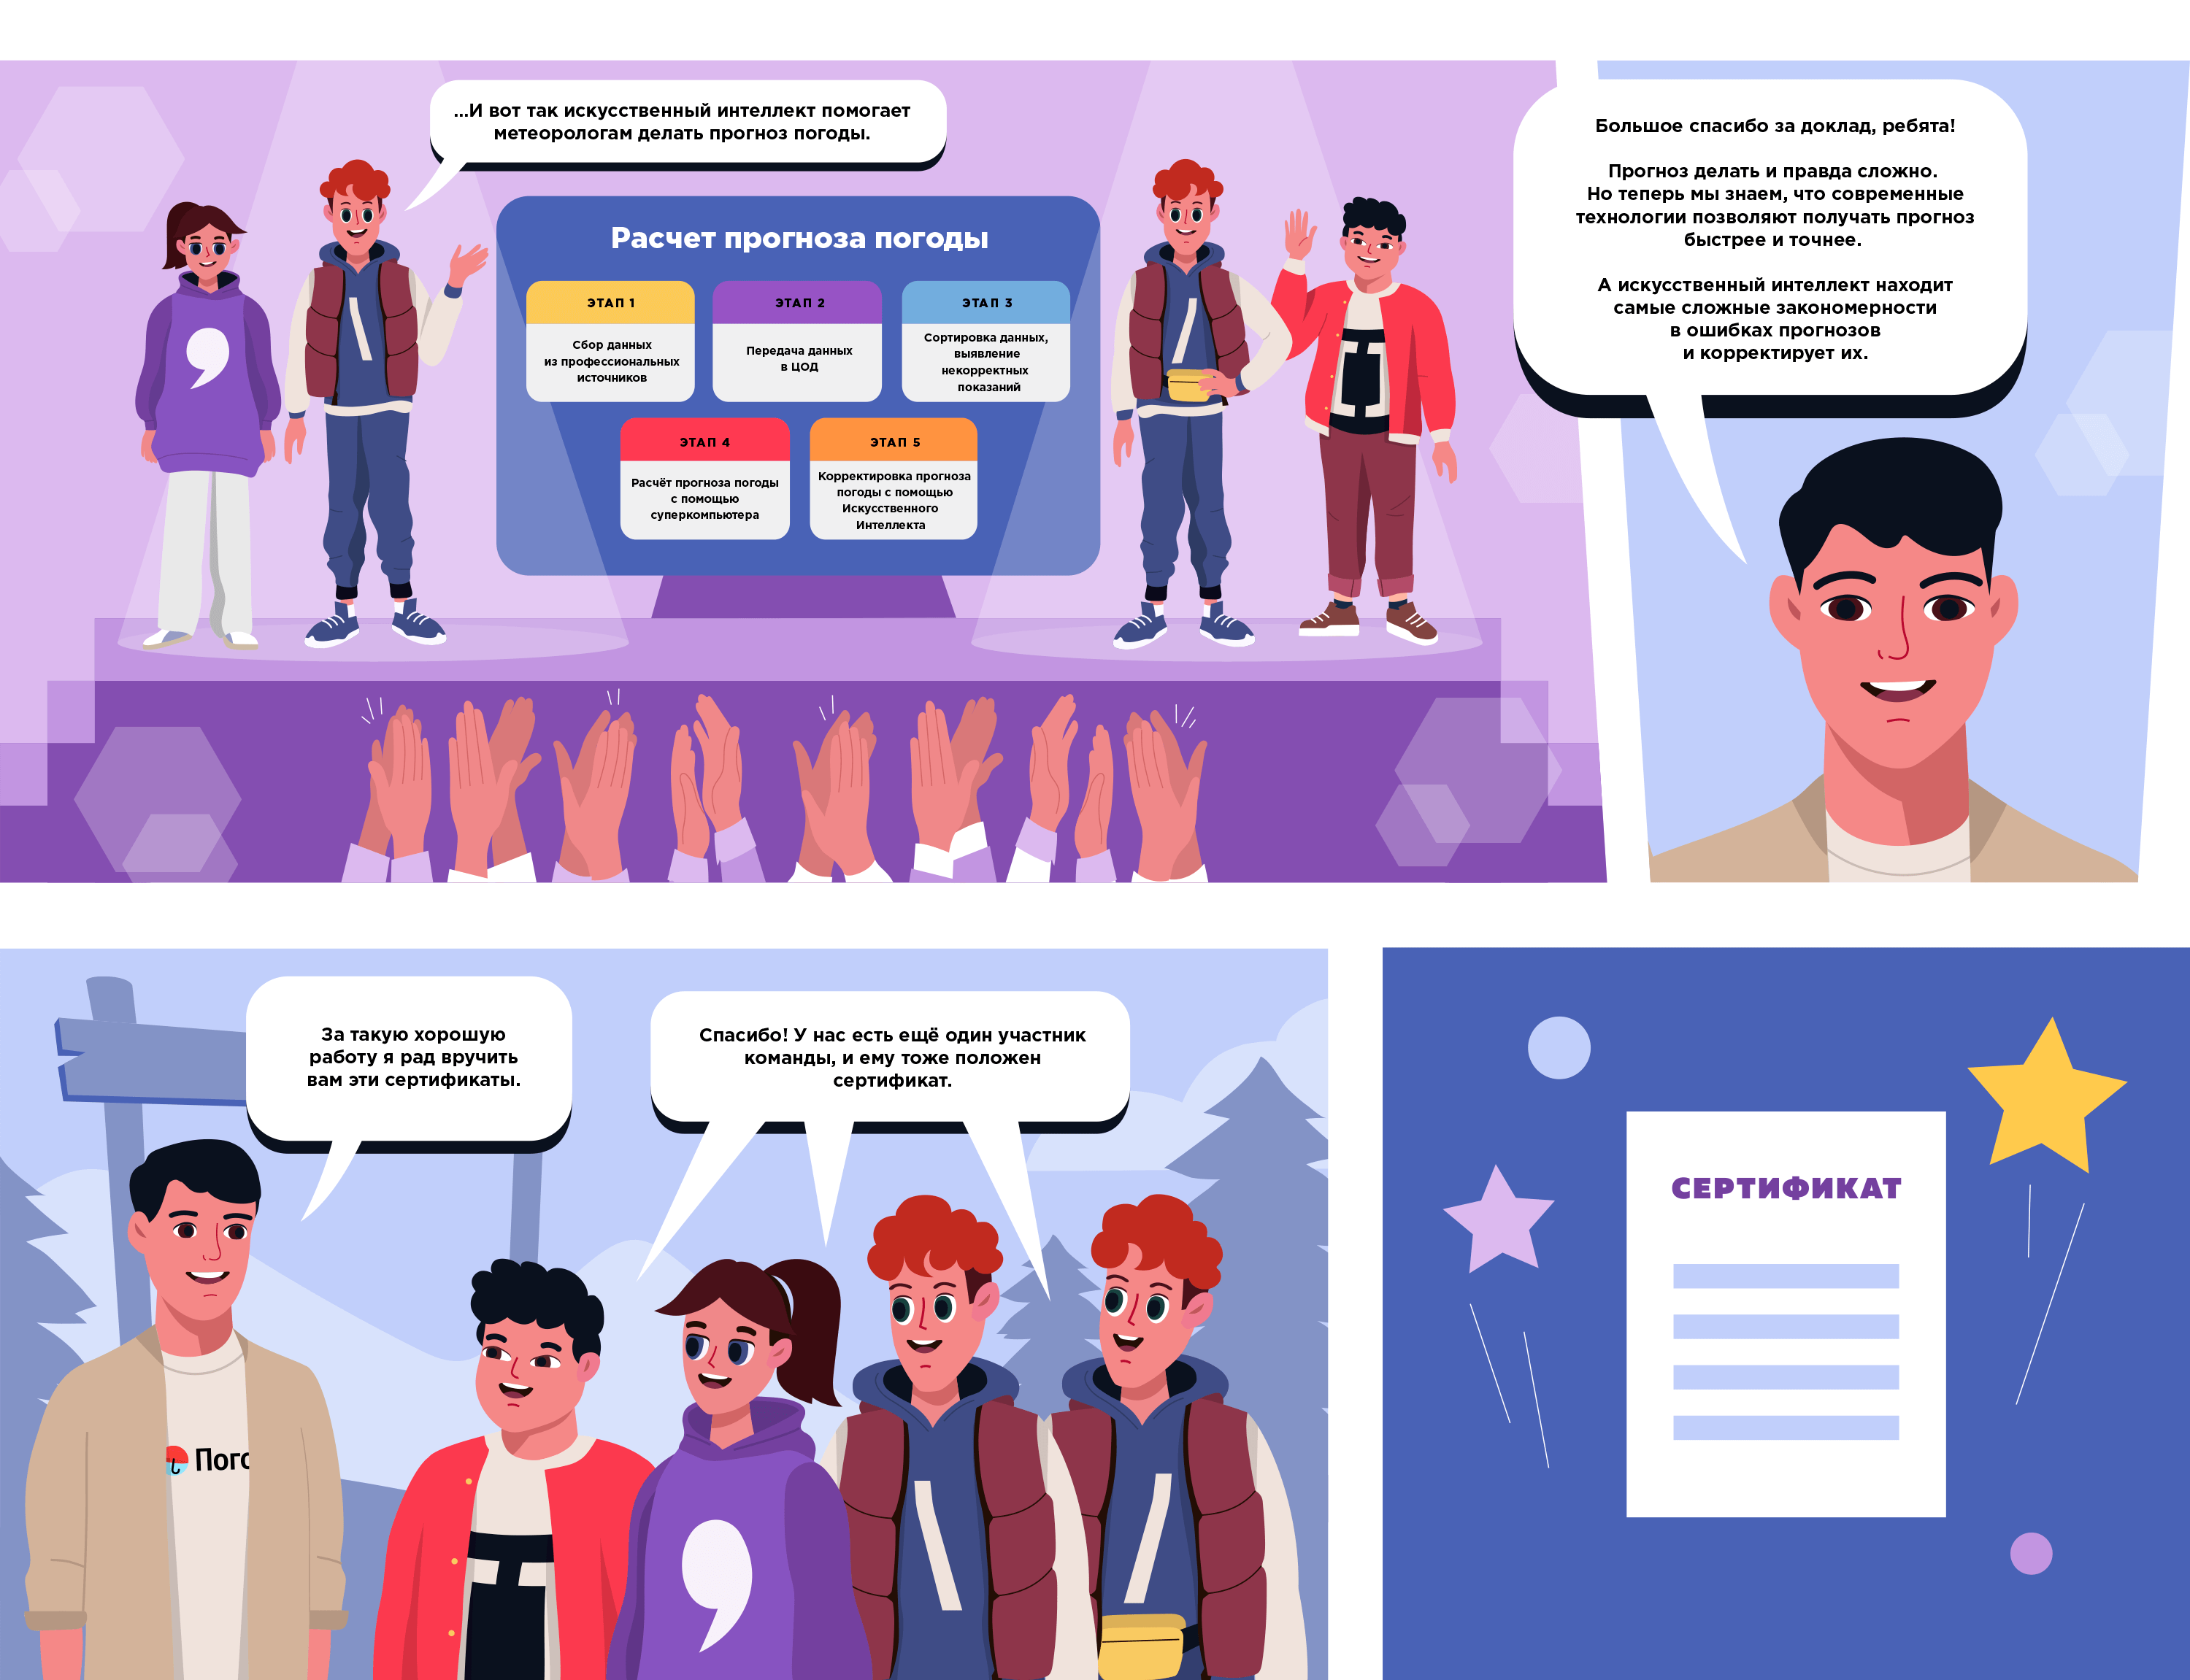 ...И вот так искусственный интеллект помогает
метеорологам делать прогноз погоды.
Расчет прогноза погоды
ЭТАП 1
Сбор данных
из профессиональных
источников
ЭТАП 2
Передача данных
в ЦОД
ЭТАП 3
Сортировка данных,
выявление
некорректных
показаний
ЭТАП 4
Расчёт прогноза погоды
с помощью
суперкомпьютера
ЭТАП 5
Корректировка прогноза
погоды с помощью
Искусственного
Интеллекта
Большое спасибо за доклад, ребята!
Прогноз делать и правда сложно.
Но теперь мы знаем, что современные
технологии позволяют получать прогноз
быстрее и точнее.
А искусственный интеллект находит
самые сложные закономерности
в ошибках прогнозов
и корректирует их.
За такую хорошую
работу я рад вручить
вам эти сертификаты.
Спасибо! У нас есть ещё один участник
команды, и ему тоже положен
сертификат.
СЕРТИФИКАТ